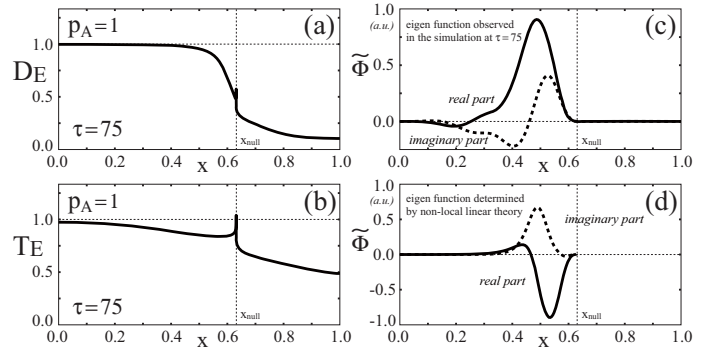 p_A=1
(a)
1.0
D_E
0.5
τ=75
x_null
0.0
0.0 0.2 0.4 0.6 0.8 1.0
x
(c)
(a.u.)
eigen function observed
in the simulation at τ=75
1.0
Φ̃
0.5
real part
0.0
imaginary part
x_null
0.0 0.2 0.4 0.6 0.8 1.0
x
p_A=1
(b)
1.0
T_E
0.5
τ=75
x_null
0.0
0.0 0.2 0.4 0.6 0.8 1.0
x
(d)
(a.u.)
eigen function determined
by non-local linear theory
1.0
imaginary part
0.5
Φ̃
0.0
real part
-0.5
x_null
-1.0
0.0 0.2 0.4 0.6 0.8 1.0
x